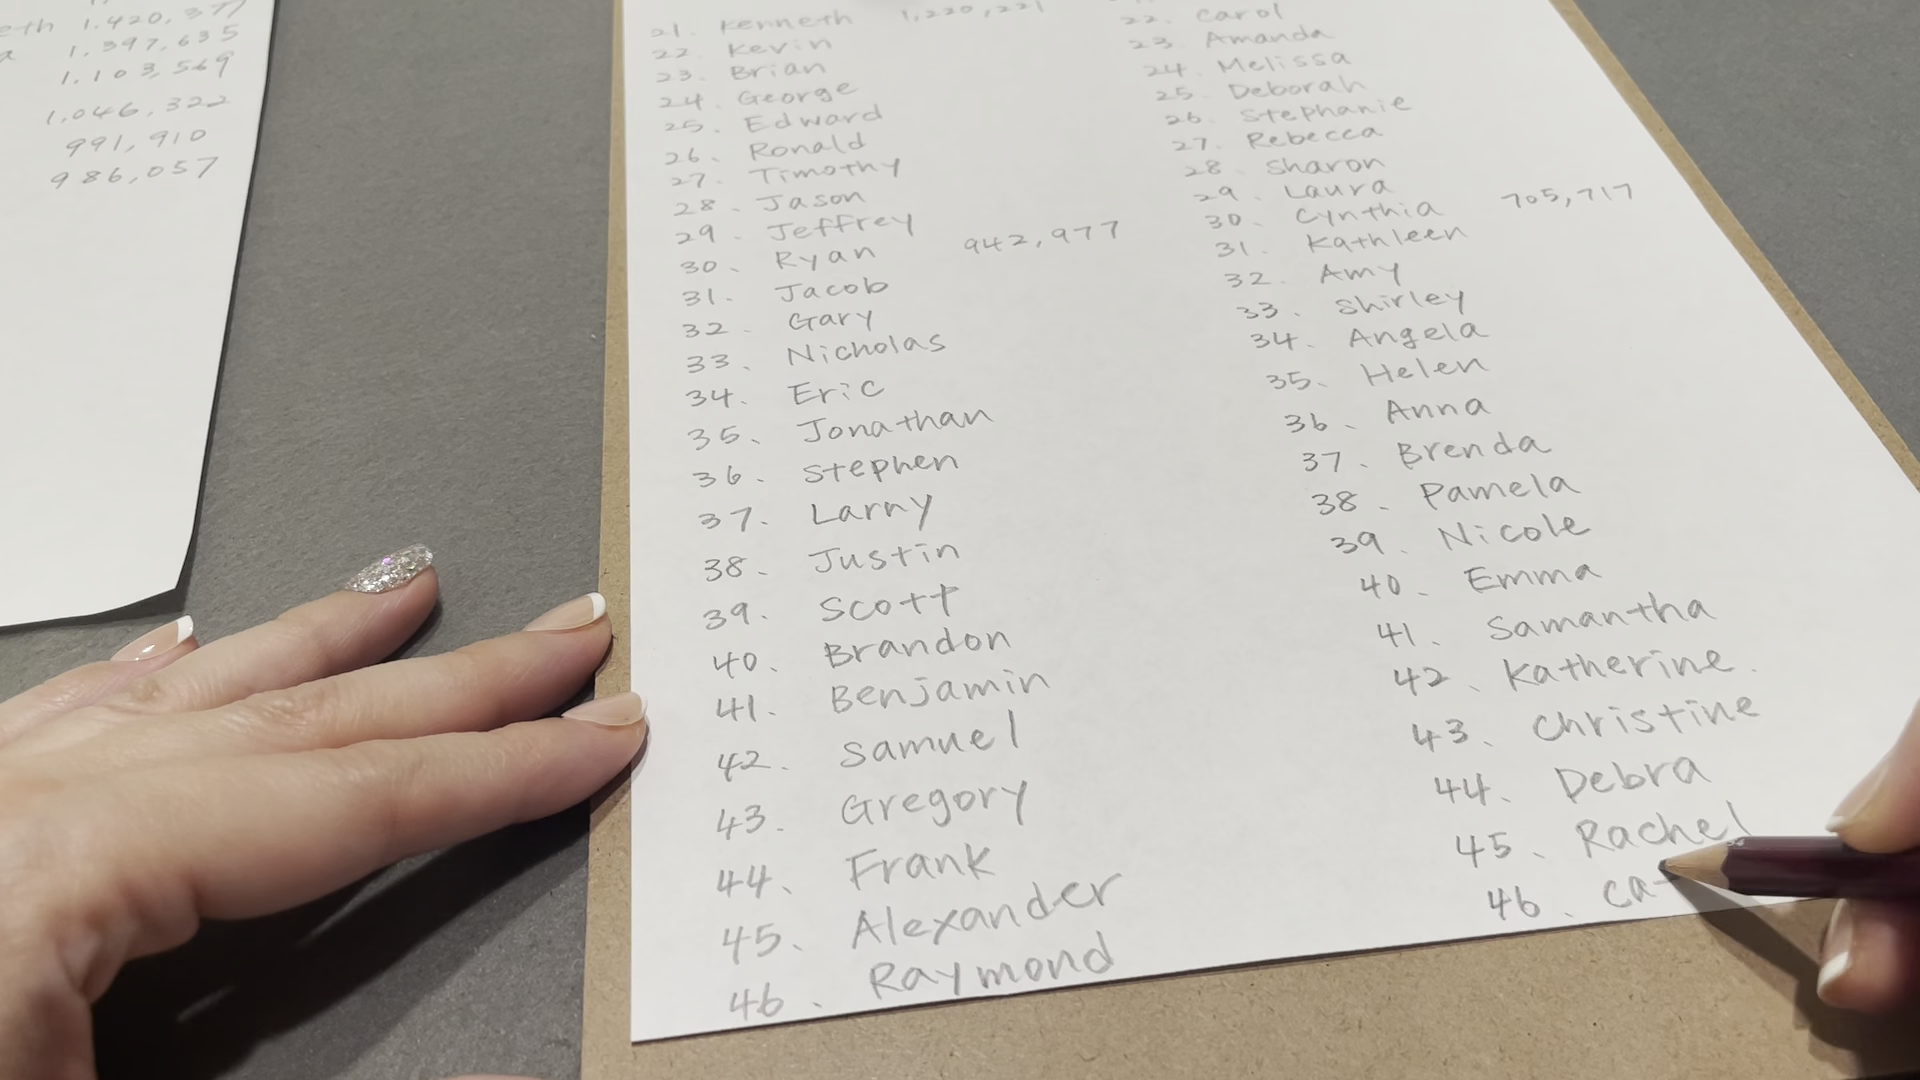 eth 1,420,377
a 1,397,635
1,103,569
1,046,322
991,910
986,057
21. Kenneth 1,220,221
22. Kevin
23. Brian
24. George
25. Edward
26. Ronald
27. Timothy
28. Jason
29. Jeffrey
30. Ryan 942,977
31. Jacob
32. Gary
33. Nicholas
34. Eric
35. Jonathan
36. Stephen
37. Larry
38. Justin
39. Scott
40. Brandon
41. Benjamin
42. Samuel
43. Gregory
44. Frank
45. Alexander
46. Raymond
22. Carol
23. Amanda
24. Melissa
25. Deborah
26. Stephanie
27. Rebecca
28. Sharon
29. Laura
30. Cynthia 705,717
31. Kathleen
32. Amy
33. Shirley
34. Angela
35. Helen
36. Anna
37. Brenda
38. Pamela
39. Nicole
40. Emma
41. Samantha
42. Katherine
43. Christine
44. Debra
45. Rachel
46. Cat